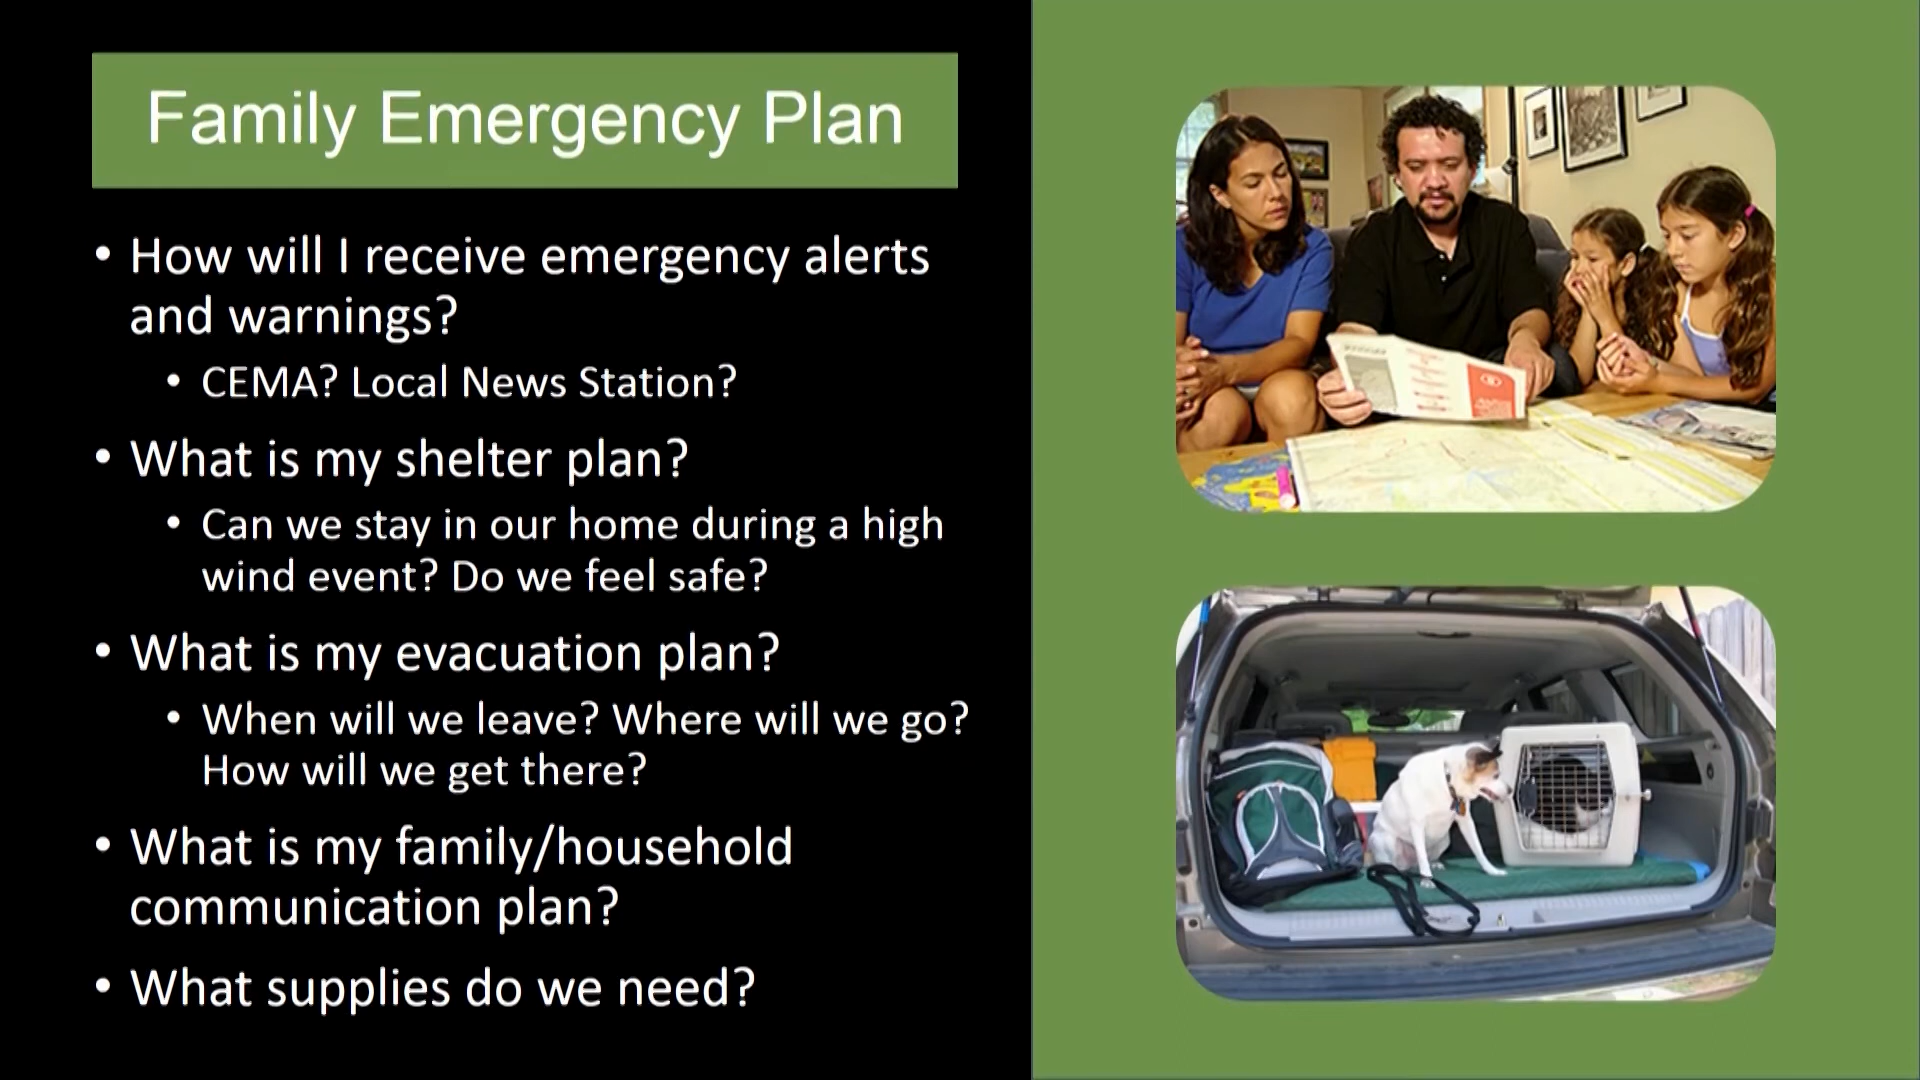 Family Emergency Plan
• How will I receive emergency alerts
and warnings?
• CEMA? Local News Station?
• What is my shelter plan?
• Can we stay in our home during a high
wind event? Do we feel safe?
• What is my evacuation plan?
• When will we leave? Where will we go?
How will we get there?
• What is my family/household
communication plan?
• What supplies do we need?